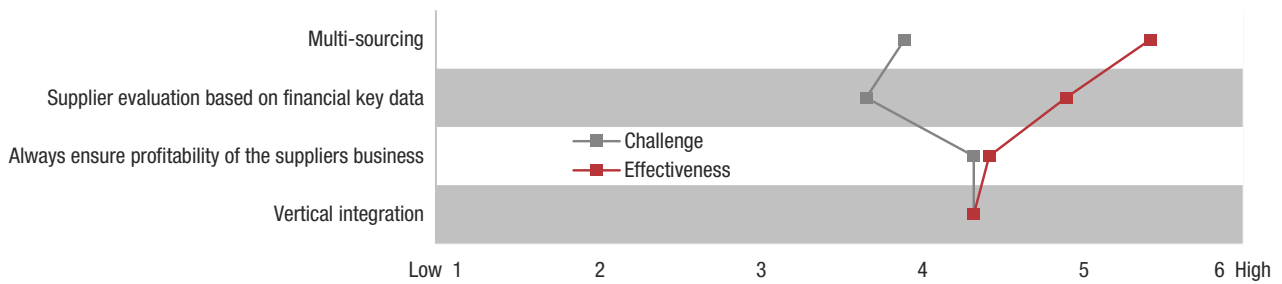 Multi-sourcing
Supplier evaluation based on financial key data
Always ensure profitability of the suppliers business
Challenge
Effectiveness
Vertical integration
Low 1 2 3 4 5 6 High